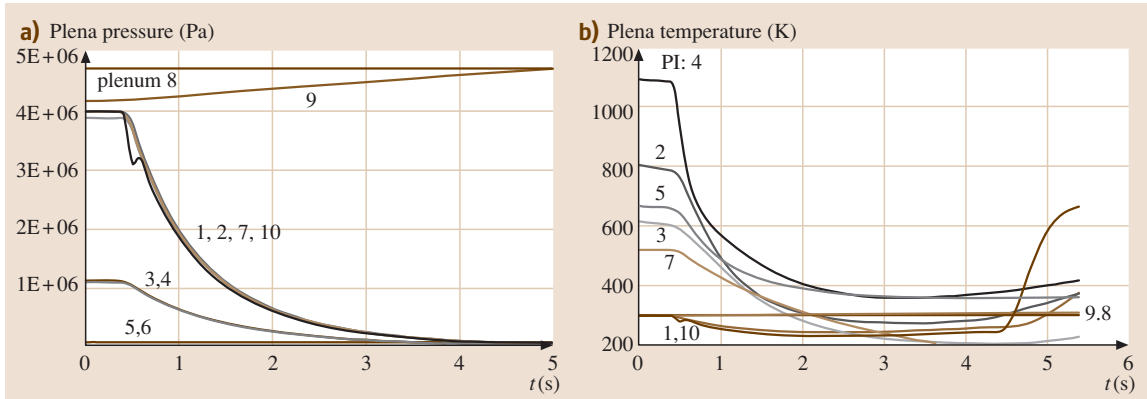 a) Plena pressure (Pa)
5E+06
4E+06
3E+06
2E+06
1E+06
plenum 8
9
1, 2, 7, 10
3,4
5,6
0 1 2 3 4 5
t(s)
b) Plena temperature (K)
1200
1000
800
600
400
200
PI: 4
2
5
3
7
1,10
9.8
0 1 2 3 4 5 6
t(s)